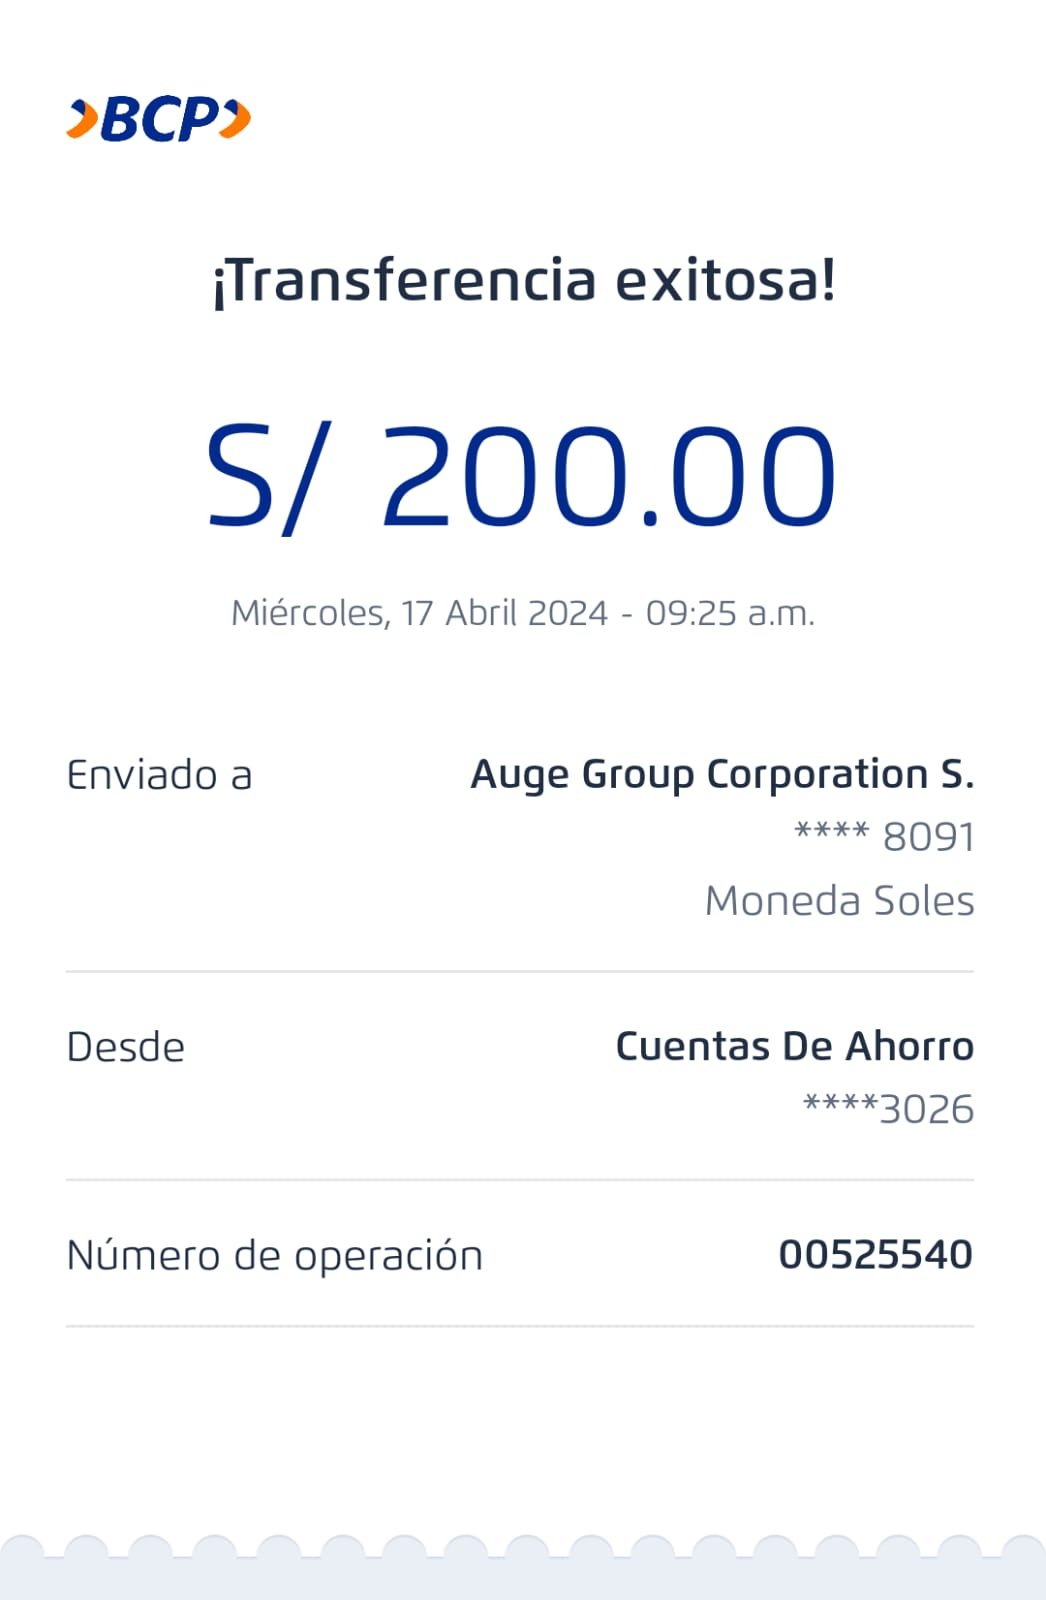 BCP
¡Transferencia exitosa!
S/ 200.00
Miércoles, 17 Abril 2024 - 09:25 a.m.
Enviado a
Auge Group Corporation S.
**** 8091
Moneda Soles
Desde
Cuentas De Ahorro
****3026
Número de operación
00525540